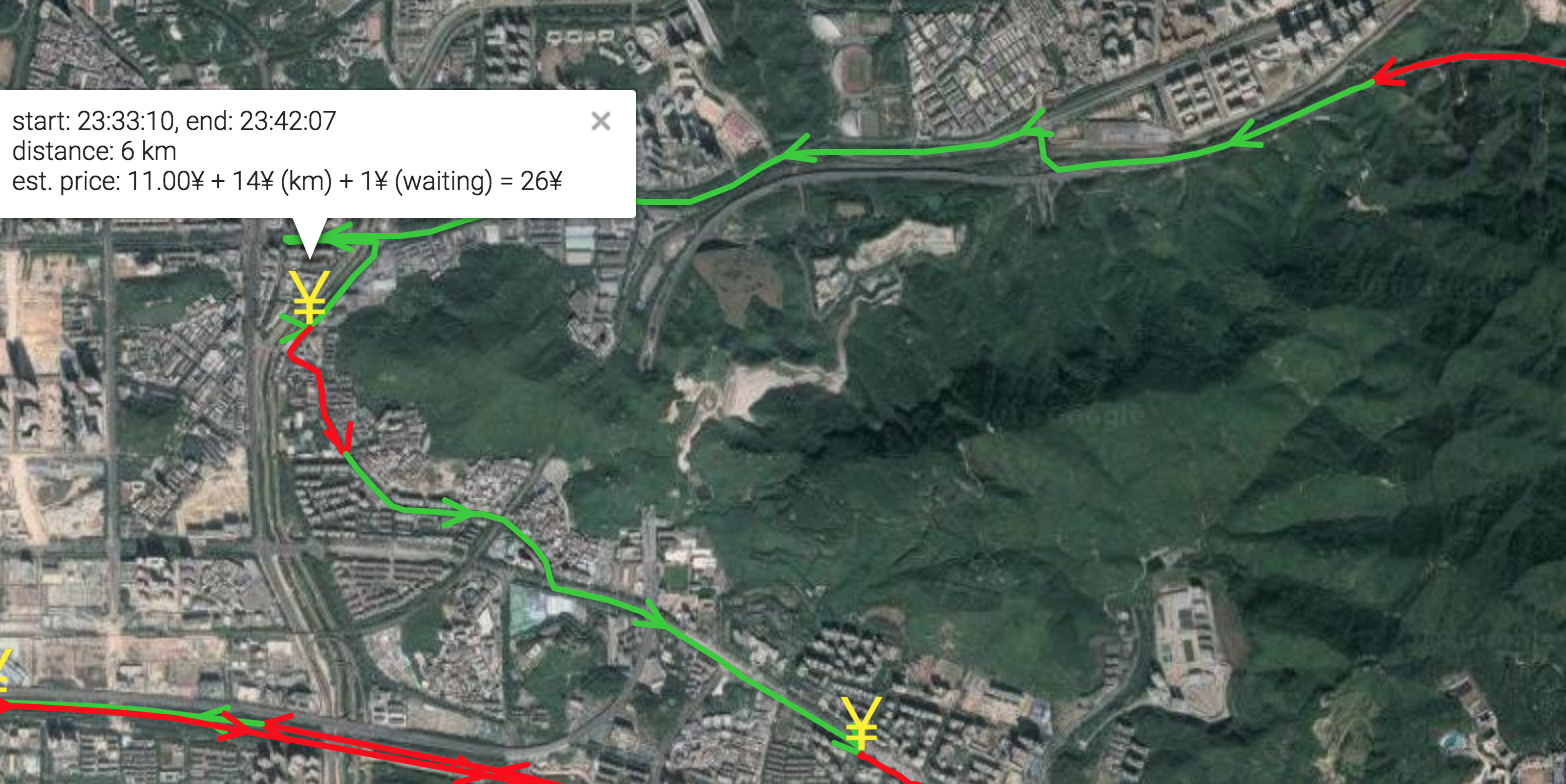 start: 23:33:10, end: 23:42:07 ×
distance: 6 km
est. price: 11.00¥ + 14¥ (km) + 1¥ (waiting) = 26¥
¥
¥
¥